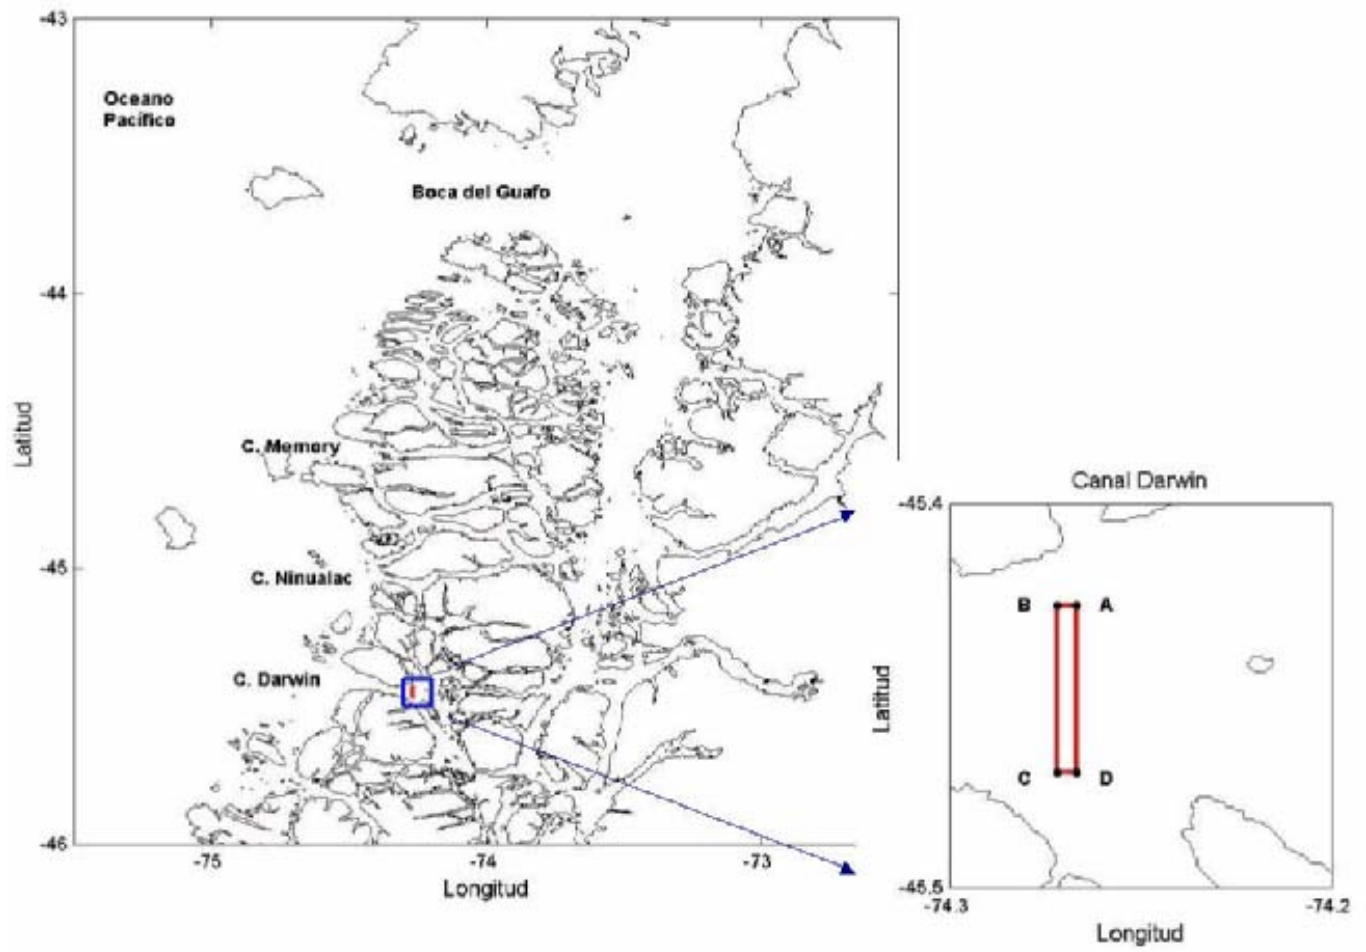 -43
Oceano
Pacífico
Boca del Guafo
-44
Latitud
C. Memory
Canal Darwin
-45.4
-45
C. Ninualac
B
A
C. Darwin
Latitud
C
D
-46
-75
-74
-73
Longitud
-45.5
-74.3
-74.2
Longitud